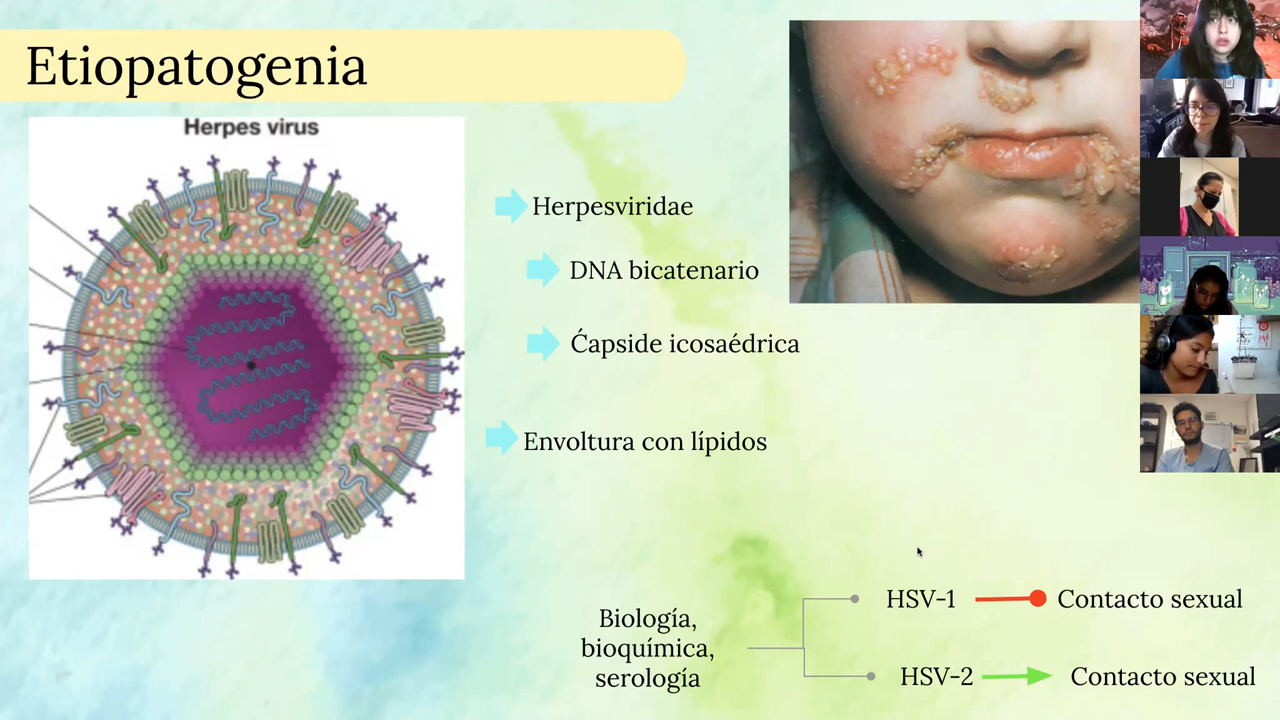 Etiopatogenia
Herpes virus
Herpesviridae
DNA bicatenario
Ćapside icosaédrica
Envoltura con lípidos
Biología,
bioquímica,
serología
HSV-1
Contacto sexual
HSV-2
Contacto sexual